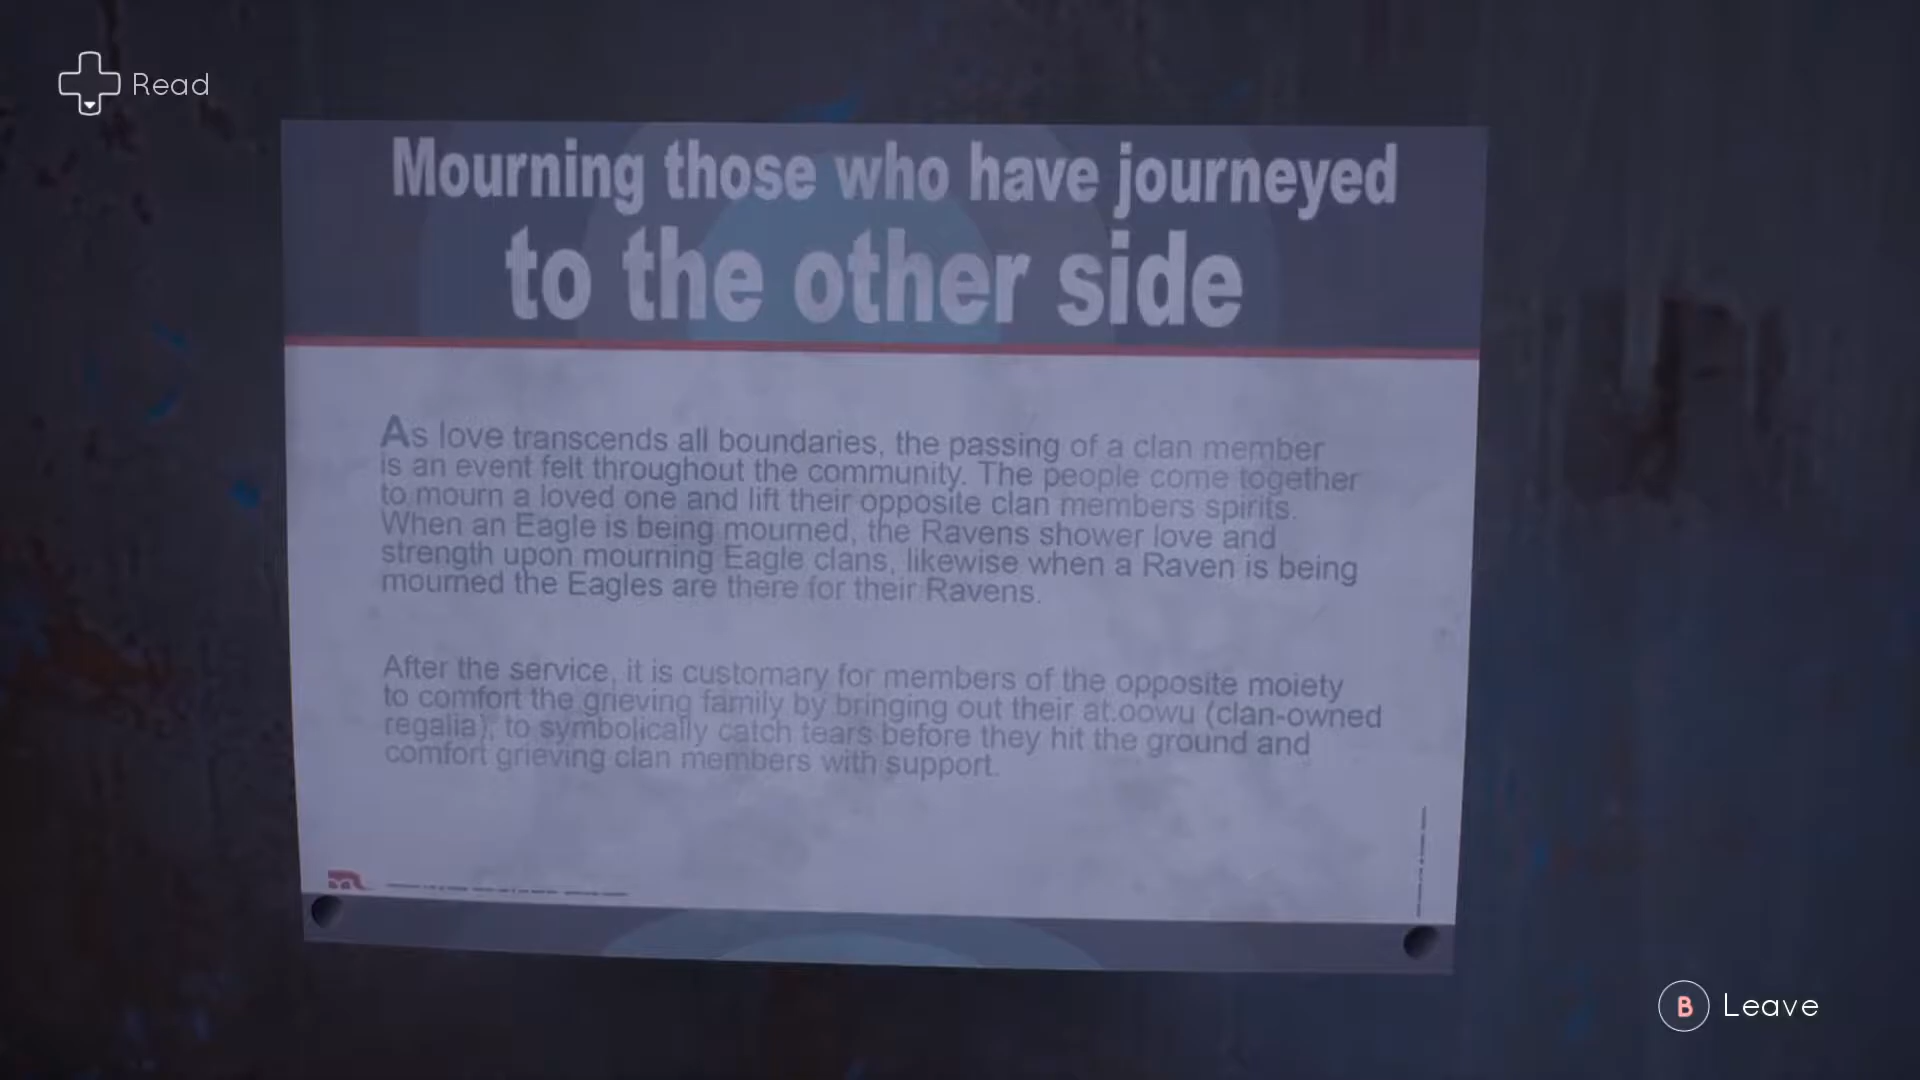 Read
Mourning those who have journeyed
to the other side
As love transcends all boundaries, the passing of a clan member
is an event felt throughout the community. The people come together
to mourn a loved one and lift their opposite clan members spirits.
When an Eagle is being mourned, the Ravens shower love and
strength upon mourning Eagle clans, likewise when a Raven is being
mourned the Eagles are there for their Ravens.
After the service, it is customary for members of the opposite moiety
to comfort the grieving family by bringing out their at.oowu (clan-owned
regalia), to symbolically catch tears before they hit the ground and
comfort grieving clan members with support.
B Leave